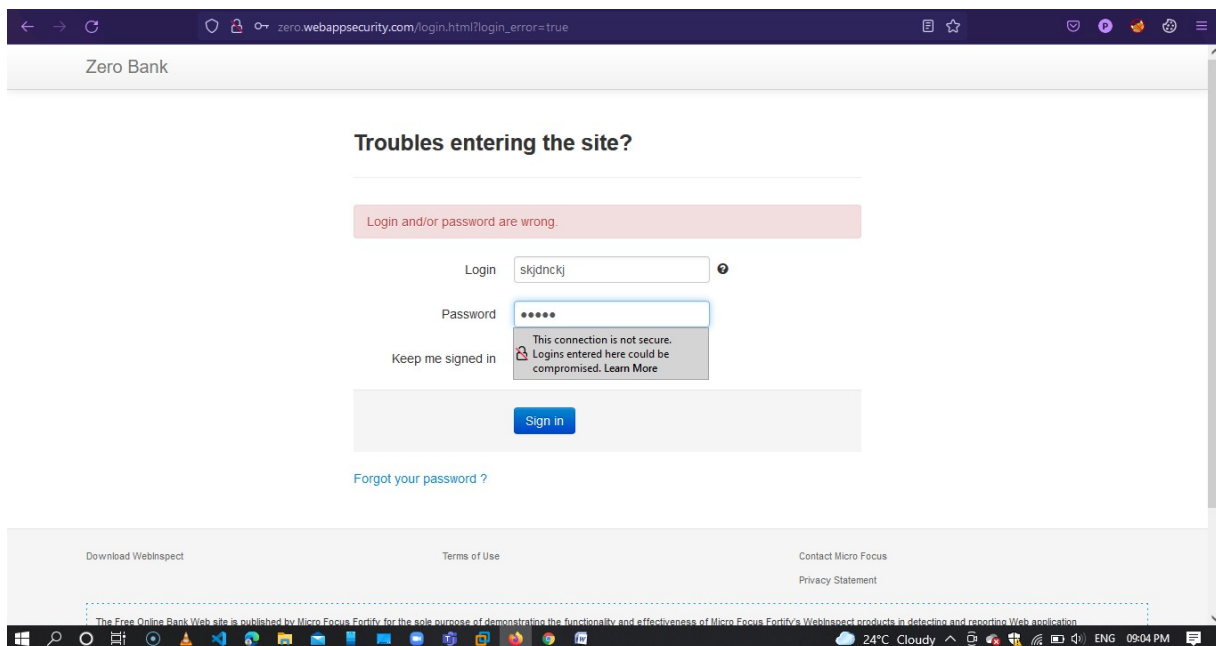 zero.webappsecurity.com/login.html?login_error=true
Zero Bank
Troubles entering the site?
Login and/or password are wrong.
Login skjdnckj
Password •••••
This connection is not secure.
Logins entered here could be
compromised. Learn More
Keep me signed in
Sign in
Forgot your password ?
Download WebInspect Terms of Use Contact Micro Focus
Privacy Statement
The Free Online Bank Web site is published by Micro Focus Fortify for the sole purpose of demonstrating the functionality and effectiveness of Micro Focus Fortify's WebInspect products in detecting and reporting Web application
24°C Cloudy ENG 09:04 PM